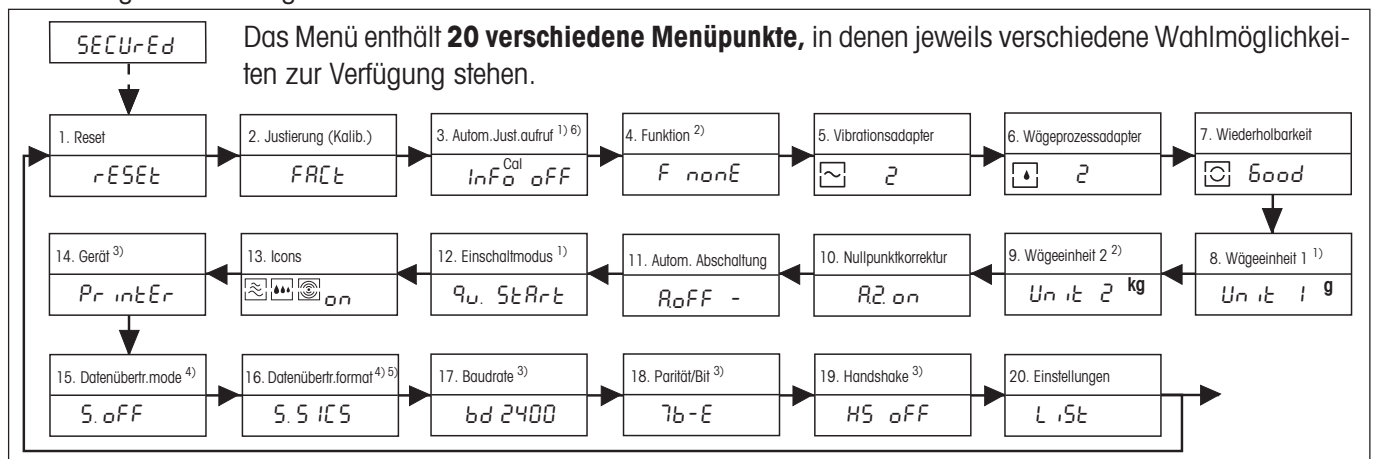 SECUrEd
Das Menü enthält 20 verschiedene Menüpunkte, in denen jeweils verschiedene Wahlmöglichkei-
ten zur Verfügung stehen.
1. Reset
rESEt
2. Justierung (Kalib.)
FACt
3. Autom.Just.aufruf 1) 6)
Cal
InFo oFF
4. Funktion 2)
F nonE
5. Vibrationsadapter
2
6. Wägeprozessadapter
2
7. Wiederholbarkeit
Good
8. Wägeeinheit 1 1)
Unit 1 g
9. Wägeeinheit 2 2)
Unit 2 kg
10. Nullpunktkorrektur
A.Z. on
11. Autom. Abschaltung
A.oFF -
12. Einschaltmodus 1)
qu. StArt
13. Icons
on
14. Gerät 3)
PrintEr
15. Datenübertr.mode 4)
S. oFF
16. Datenübertr.format 4) 5)
S. SICS
17. Baudrate 3)
bd 2400
18. Parität/Bit 3)
7b-E
19. Handshake 3)
HS oFF
20. Einstellungen
LiSt